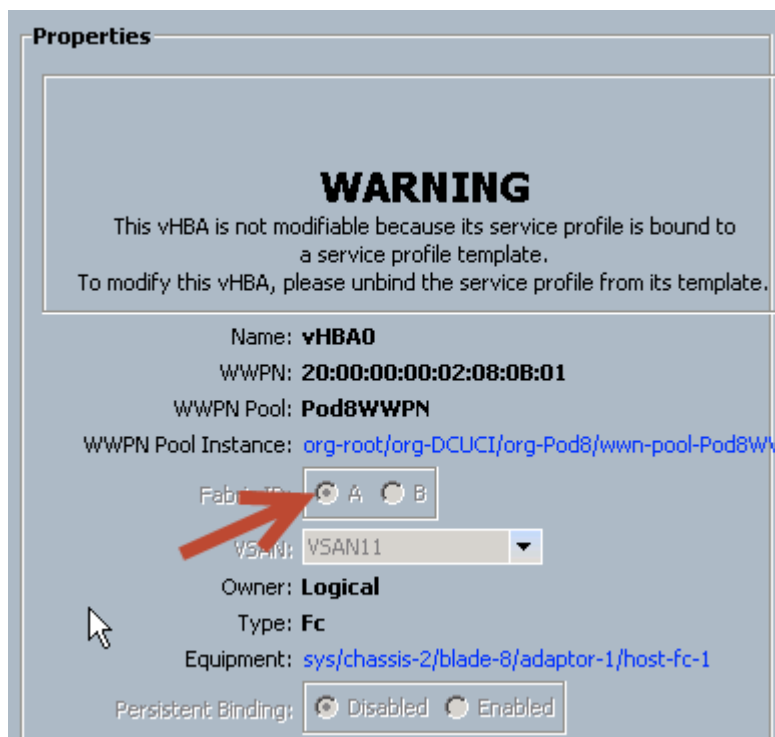 Properties
WARNING
This vHBA is not modifiable because its service profile is bound to
a service profile template.
To modify this vHBA, please unbind the service profile from its template.
Name: vHBA0
WWPN: 20:00:00:00:02:08:0B:01
WWPN Pool: Pod8WWPN
WWPN Pool Instance: org-root/org-DCUCI/org-Pod8/wwn-pool-Pod8W
A B
VSAN: VSAN11
Owner: Logical
Type: Fc
Equipment: sys/chassis-2/blade-8/adaptor-1/host-fc-1
Persistent Binding: Disabled Enabled